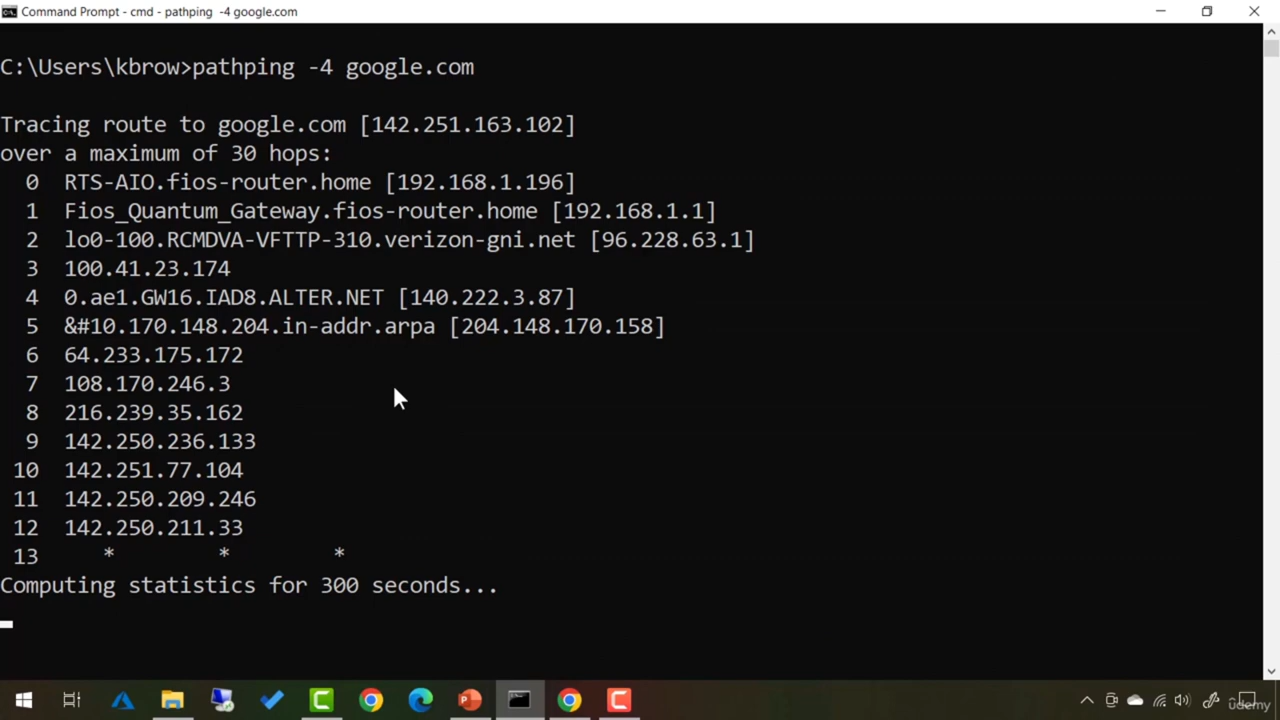 Command Prompt - cmd - pathping -4 google.com
C:\Users\kbrow>pathping -4 google.com
Tracing route to google.com [142.251.163.102]
over a maximum of 30 hops:
0 RTS-AIO.fios-router.home [192.168.1.196]
1 Fios_Quantum_Gateway.fios-router.home [192.168.1.1]
2 lo0-100.RCMDVA-VFTTP-310.verizon-gni.net [96.228.63.1]
3 100.41.23.174
4 0.ae1.GW16.IAD8.ALTER.NET [140.222.3.87]
5 &#10.170.148.204.in-addr.arpa [204.148.170.158]
6 64.233.175.172
7 108.170.246.3
8 216.239.35.162
9 142.250.236.133
10 142.251.77.104
11 142.250.209.246
12 142.250.211.33
13 * * *
Computing statistics for 300 seconds...
udemy